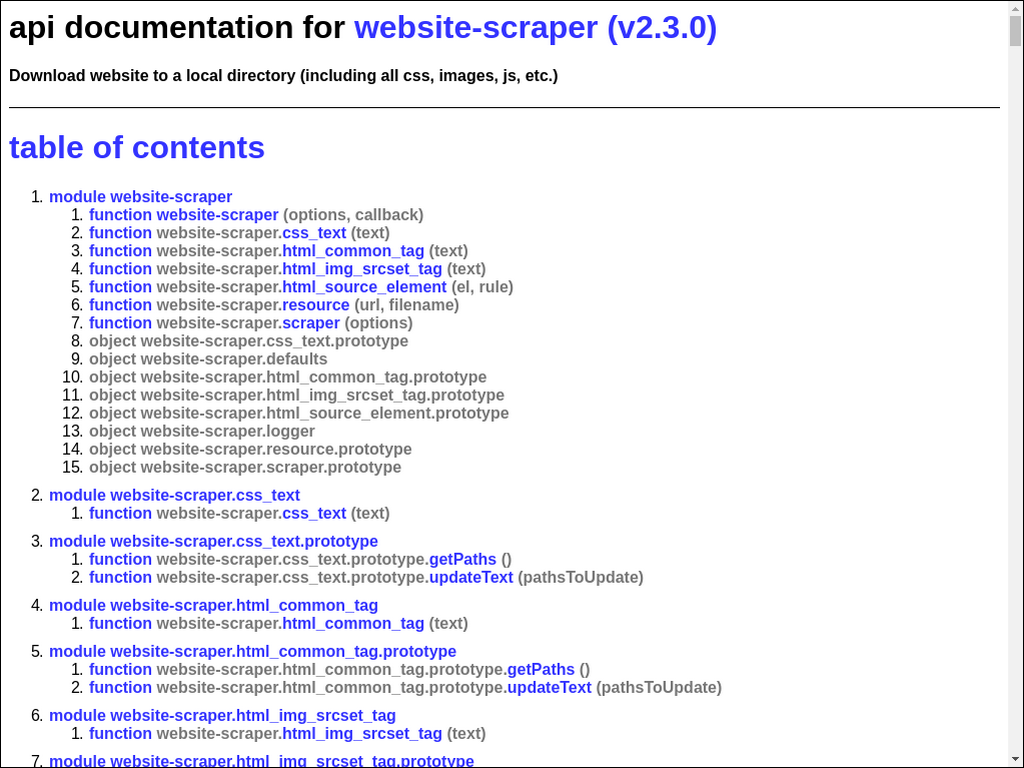 api documentation for website-scraper (v2.3.0)
Download website to a local directory (including all css, images, js, etc.)
table of contents
1. module website-scraper
1. function website-scraper (options, callback)
2. function website-scraper.css_text (text)
3. function website-scraper.html_common_tag (text)
4. function website-scraper.html_img_srcset_tag (text)
5. function website-scraper.html_source_element (el, rule)
6. function website-scraper.resource (url, filename)
7. function website-scraper.scraper (options)
8. object website-scraper.css_text.prototype
9. object website-scraper.defaults
10. object website-scraper.html_common_tag.prototype
11. object website-scraper.html_img_srcset_tag.prototype
12. object website-scraper.html_source_element.prototype
13. object website-scraper.logger
14. object website-scraper.resource.prototype
15. object website-scraper.scraper.prototype
2. module website-scraper.css_text
1. function website-scraper.css_text (text)
3. module website-scraper.css_text.prototype
1. function website-scraper.css_text.prototype.getPaths ()
2. function website-scraper.css_text.prototype.updateText (pathsToUpdate)
4. module website-scraper.html_common_tag
1. function website-scraper.html_common_tag (text)
5. module website-scraper.html_common_tag.prototype
1. function website-scraper.html_common_tag.prototype.getPaths ()
2. function website-scraper.html_common_tag.prototype.updateText (pathsToUpdate)
6. module website-scraper.html_img_srcset_tag
1. function website-scraper.html_img_srcset_tag (text)
7. module website-scraper.html_img_srcset_tag.prototype